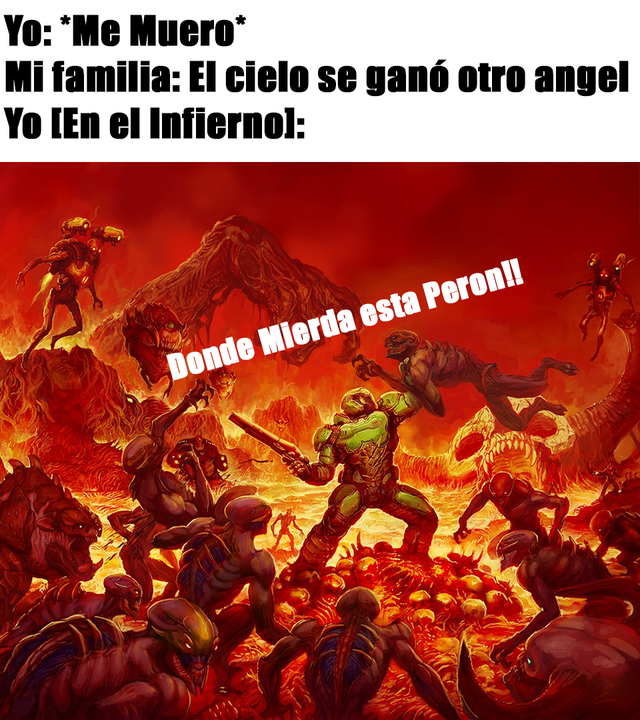 Yo: *Me Muero*
Mi familia: El cielo se ganó otro angel
Yo [En el Infierno]:
Donde Mierda esta Peron!!